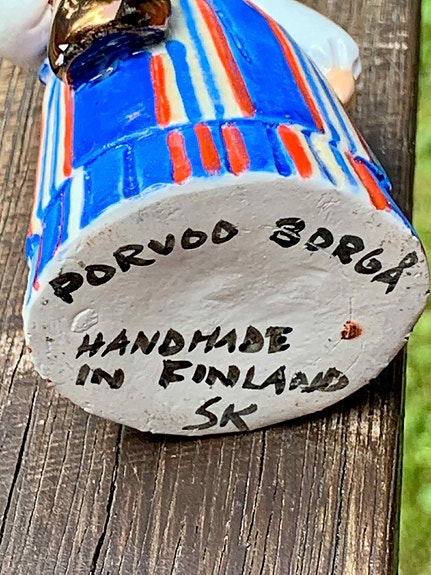 PORVOO BORGÅ
HANDMADE
IN FINLAND
SK